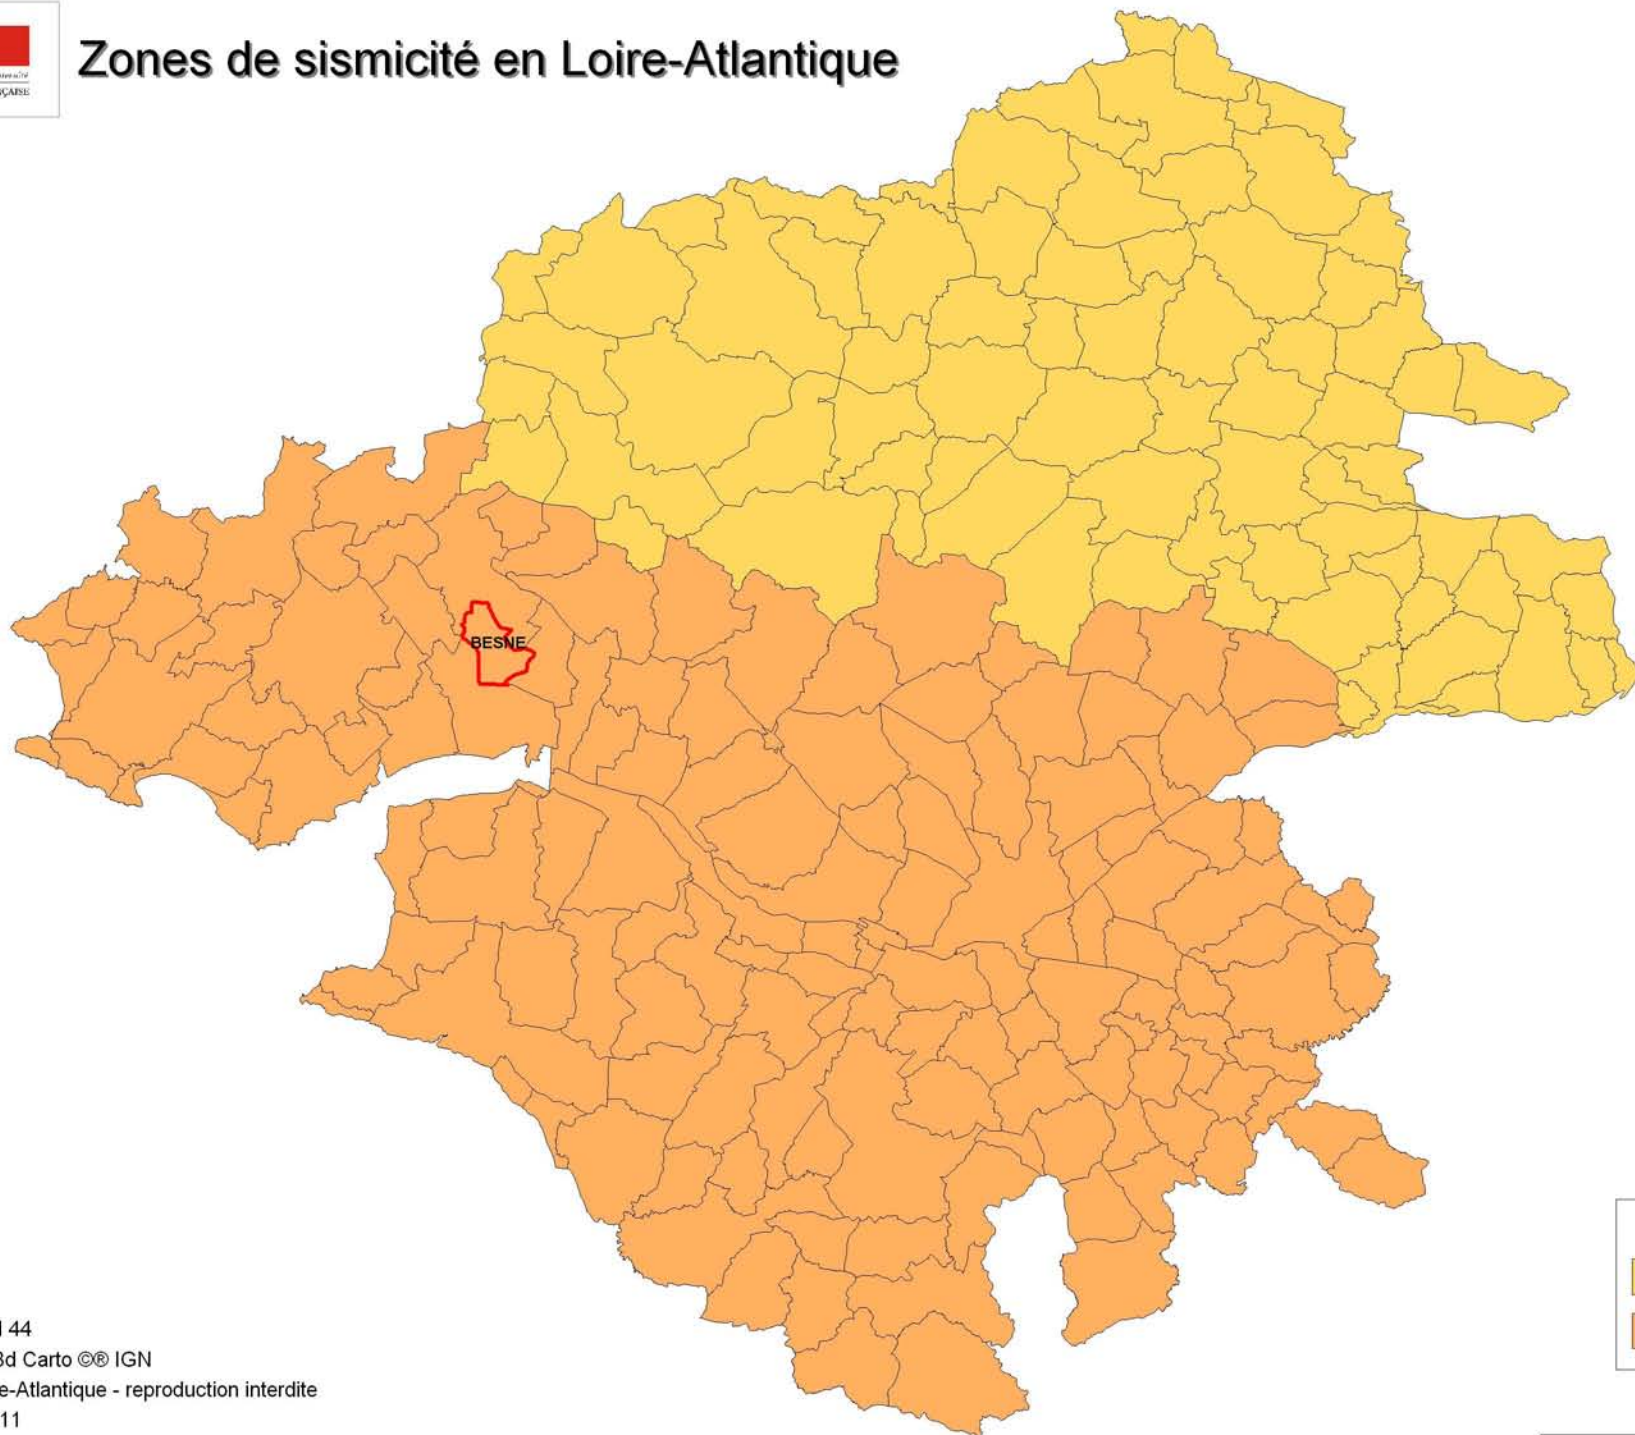 Zones de sismicité en Loire-Atlantique
BESNE
44
3d Carto ©® IGN
e-Atlantique - reproduction interdite
11